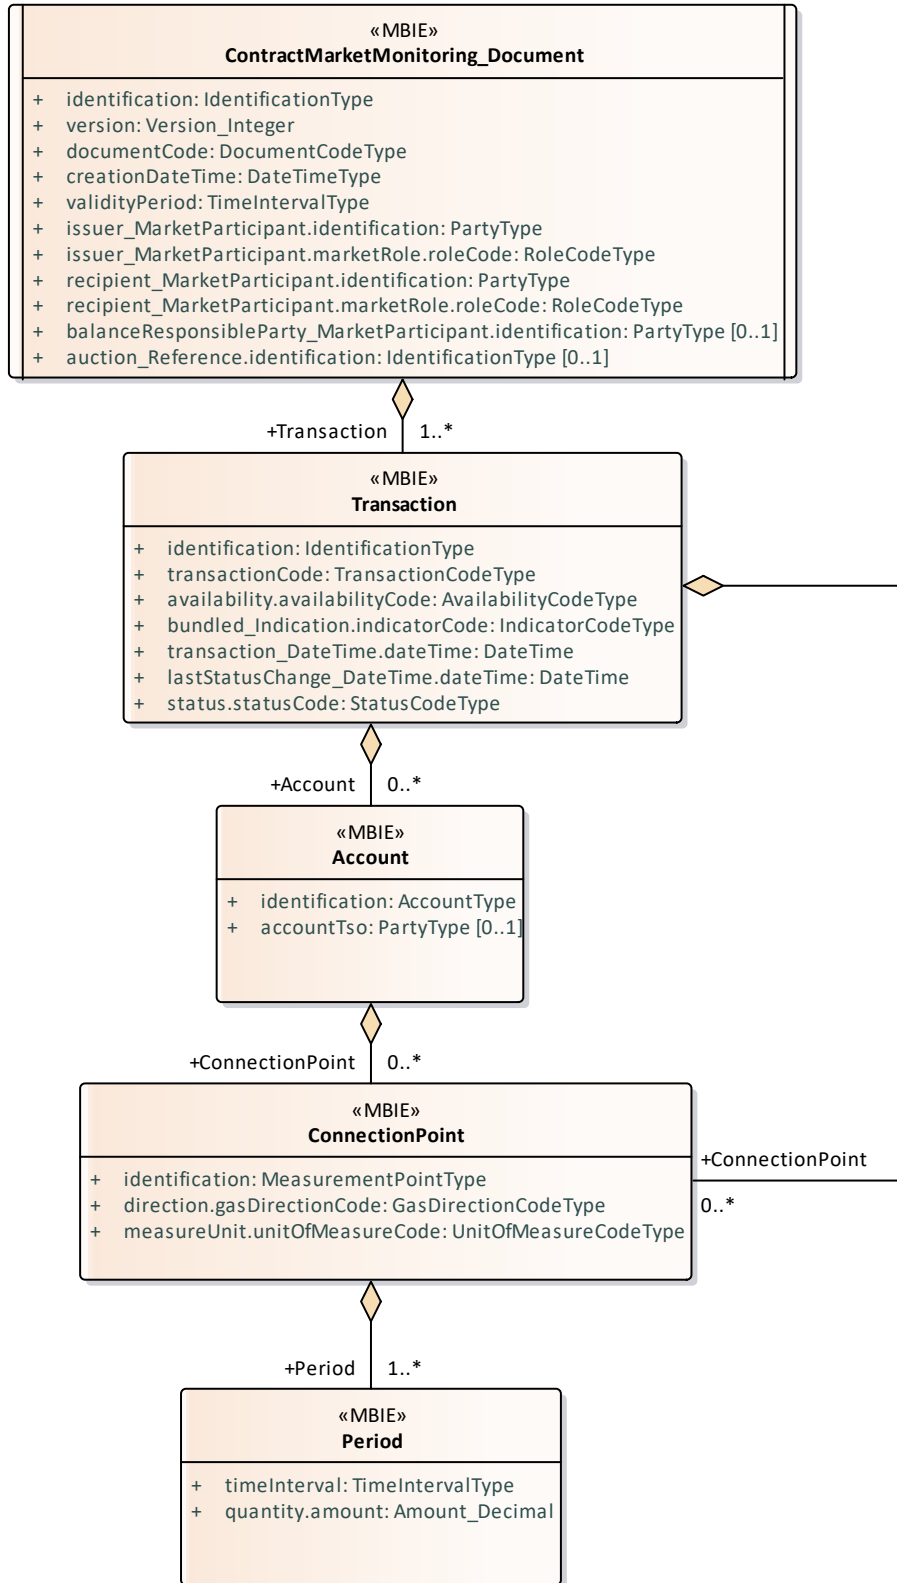 «MBIE»
ContractMarketMonitoring_Document
+ identification: IdentificationType
+ version: Version_Integer
+ documentCode: DocumentCodeType
+ creationDateTime: DateTimeType
+ validityPeriod: TimeIntervalType
+ issuer_MarketParticipant.identification: PartyType
+ issuer_MarketParticipant.marketRole.roleCode: RoleCodeType
+ recipient_MarketParticipant.identification: PartyType
+ recipient_MarketParticipant.marketRole.roleCode: RoleCodeType
+ balanceResponsibleParty_MarketParticipant.identification: PartyType [0..1]
+ auction_Reference.identification: IdentificationType [0..1]
+Transaction 1..*
«MBIE»
Transaction
+ identification: IdentificationType
+ transactionCode: TransactionCodeType
+ availability.availabilityCode: AvailabilityCodeType
+ bundled_Indication.indicatorCode: IndicatorCodeType
+ transaction_DateTime.dateTime: DateTime
+ lastStatusChange_DateTime.dateTime: DateTime
+ status.statusCode: StatusCodeType
+Account 0..*
«MBIE»
Account
+ identification: AccountType
+ accountTso: PartyType [0..1]
+ConnectionPoint 0..*
«MBIE»
ConnectionPoint
+ identification: MeasurementPointType
+ direction.gasDirectionCode: GasDirectionCodeType
+ measureUnit.unitOfMeasureCode: UnitOfMeasureCodeType
+ConnectionPoint
0..*
+Period 1..*
«MBIE»
Period
+ timeInterval: TimeIntervalType
+ quantity.amount: Amount_Decimal